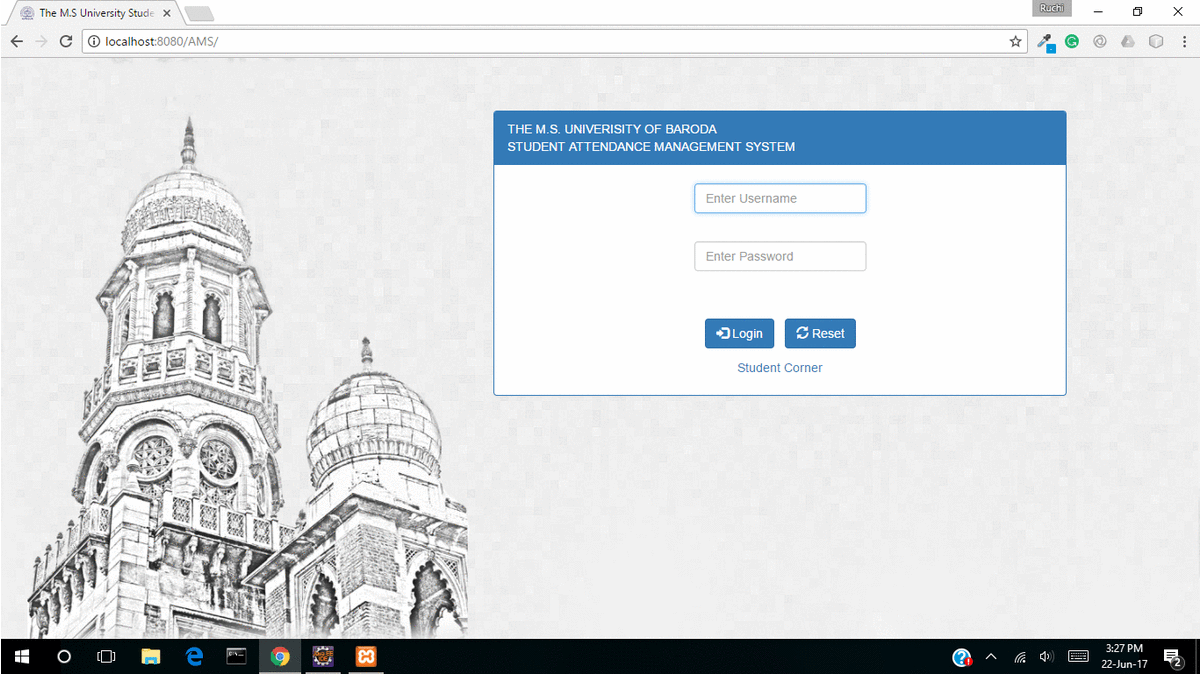 The M.S University Stude
Ruchi
localhost:8080/AMS/
THE M.S. UNIVERISITY OF BARODA
STUDENT ATTENDANCE MANAGEMENT SYSTEM
Enter Username
Enter Password
Login
Reset
Student Corner
3:27 PM
22-Jun-17
2